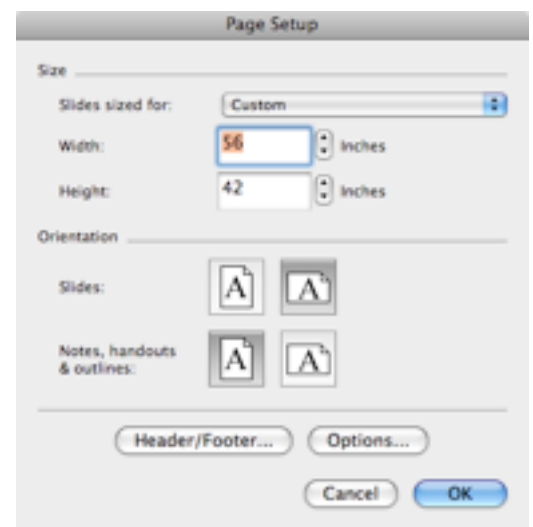 Page Setup
Size
Slides sized for: Custom
Width: 56 Inches
Height: 42 Inches
Orientation
Slides: A A
Notes, handouts
& outlines: A A
Header/Footer... Options...
Cancel OK